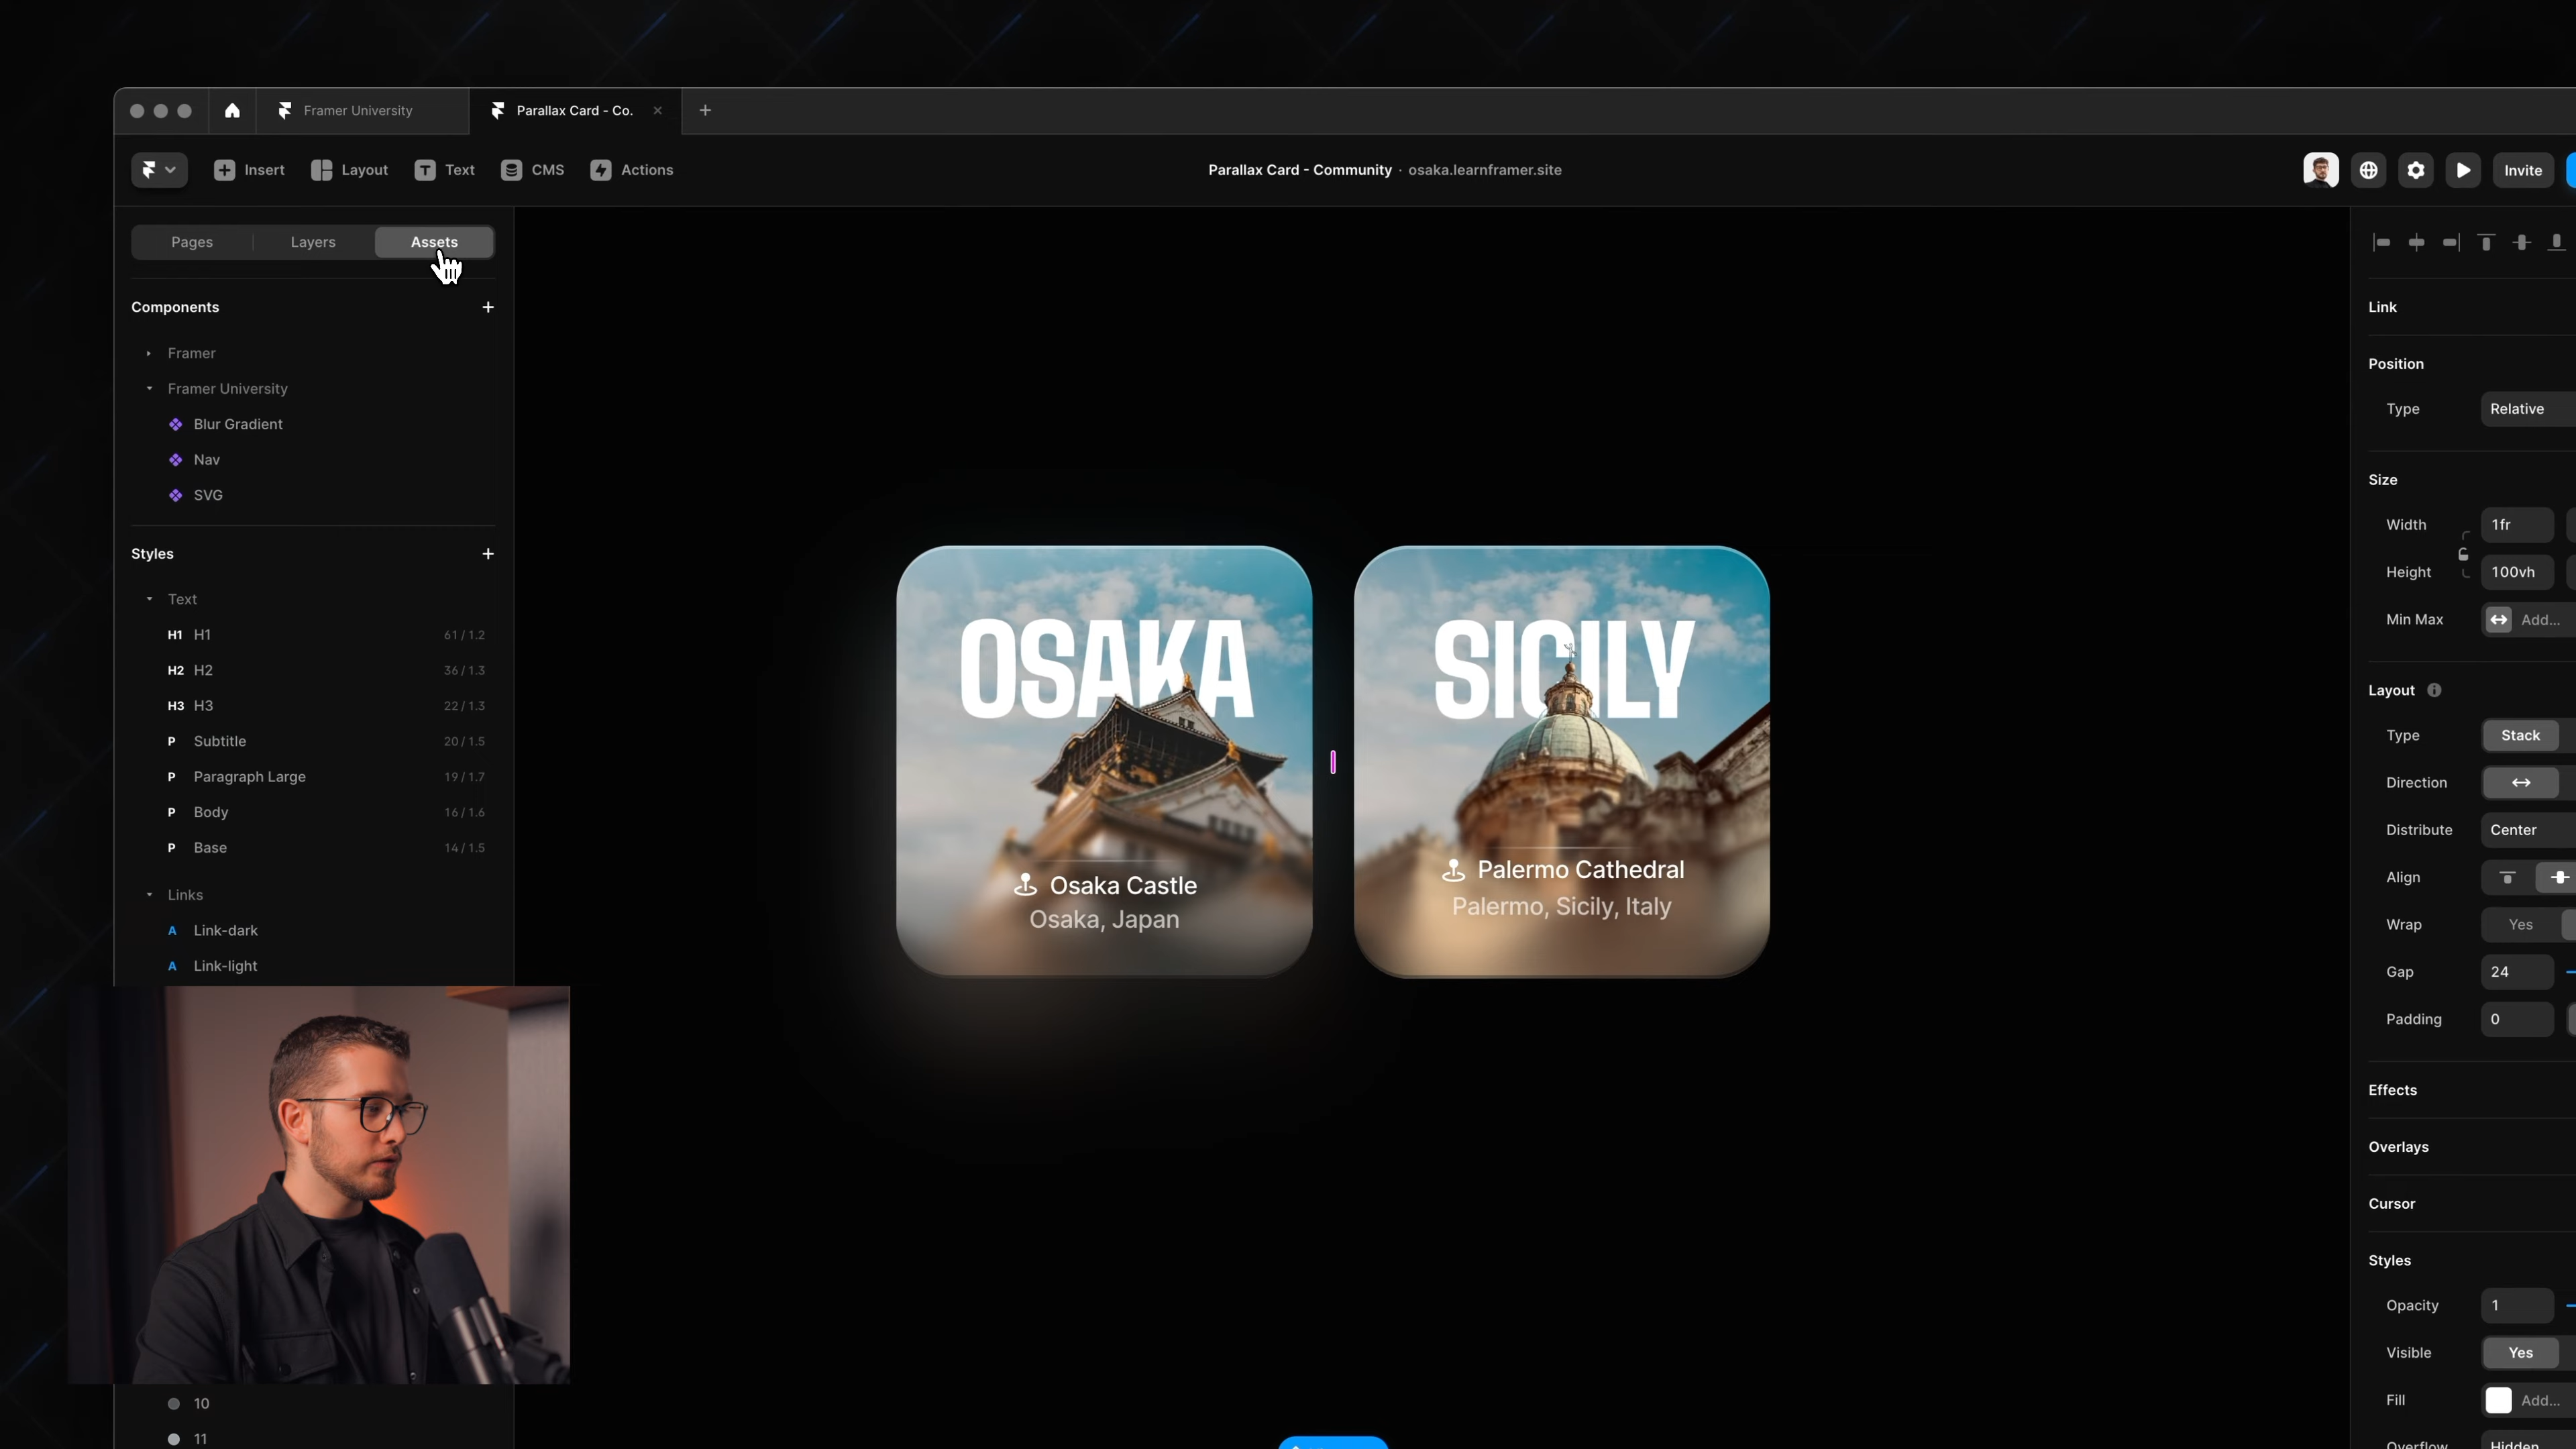 Framer University
Parallax Card - Co.
Insert
Layout
Text
CMS
Actions
Parallax Card - Community · osaka.learnframer.site
Invite
Pages
Layers
Assets
Components
Framer
Framer University
Blur Gradient
Nav
SVG
Styles
Text
H1 H1 61 / 1.2
H2 H2 36 / 1.3
H3 H3 22 / 1.3
P Subtitle 20 / 1.5
P Paragraph Large 19 / 1.7
P Body 16 / 1.6
P Base 14 / 1.5
Links
A Link-dark
A Link-light
10
11
OSAKA
Osaka Castle
Osaka, Japan
SICILY
Palermo Cathedral
Palermo, Sicily, Italy
Link
Position
Type Relative
Size
Width 1fr
Height 100vh
Min Max Add...
Layout
Type Stack
Direction
Distribute Center
Align
Wrap Yes
Gap 24
Padding 0
Effects
Overlays
Cursor
Styles
Opacity 1
Visible Yes
Fill Add...
Overflow Hidden